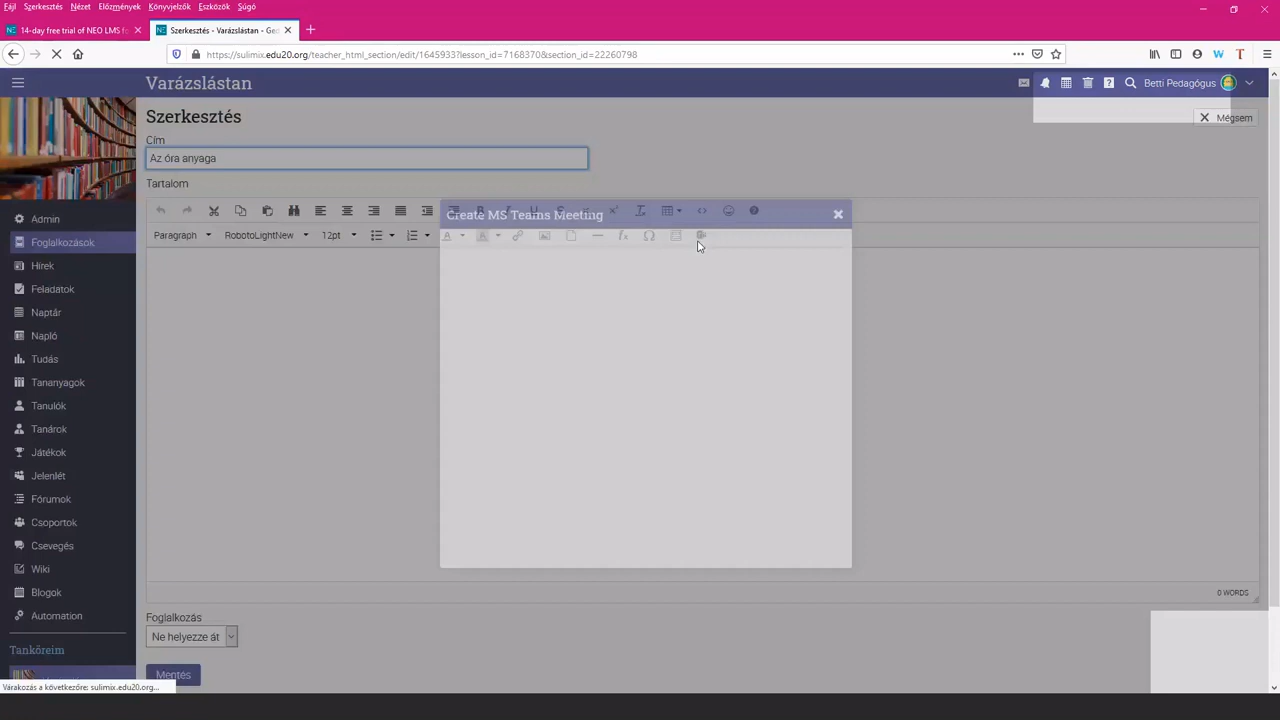 Fájl Szerkesztés Nézet Előzmények Könyvjelzők Eszközök Súgó
14-day free trial of NEO LMS fo
Szerkesztés - Varázslástan - Geo
https://sulimix.edu20.org/teacher_html_section/edit/1645933?lesson_id=7168370&section_id=22260798
Varázslástan
Betti Pedagógus
Szerkesztés
Mégsem
Cím
Az óra anyaga
Tartalom
Create MS Teams Meeting
Paragraph
RobotoLightNew
12pt
Admin
Foglalkozások
Hírek
Feladatok
Naptár
Napló
Tudás
Tananyagok
Tanulók
Tanárok
Játékok
Jelenlét
Fórumok
Csoportok
Csevegés
Wiki
Blogok
Automation
0 WORDS
Foglalkozás
Ne helyezze át
Tanköreim
Mentés
Várakozás a következőre: sulimix.edu20.org...